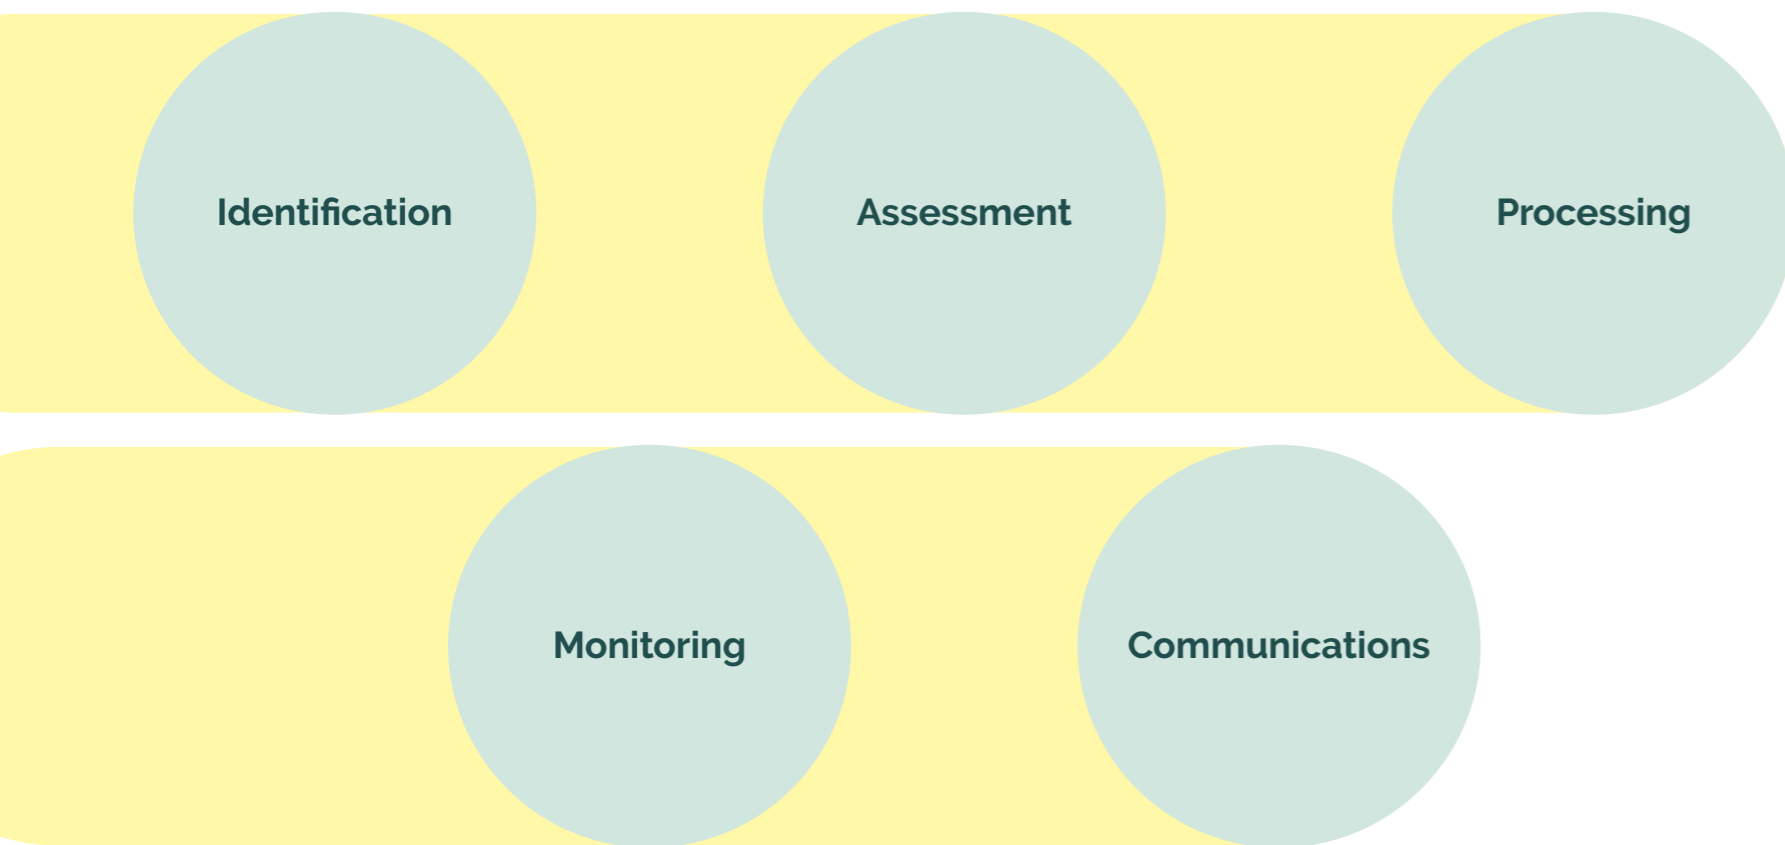 Identification
Assessment
Processing
Monitoring
Communications